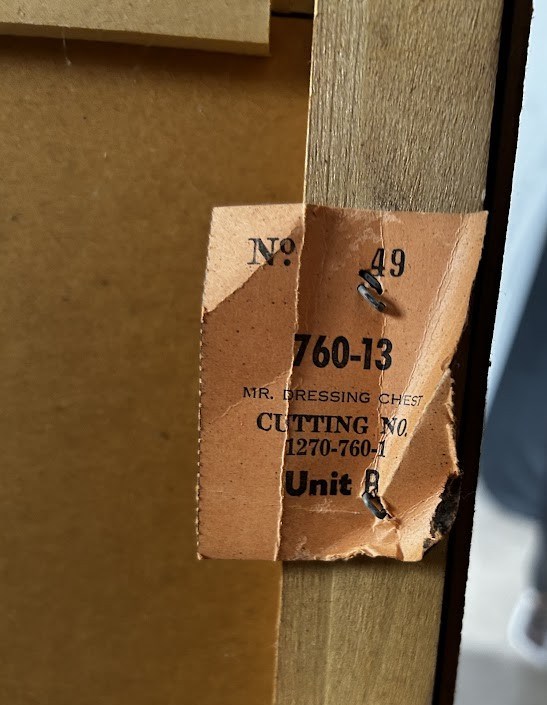 Nº 49
760-13
MR. DRESSING CHEST
CUTTING NO.
1270-760-1
Unit B